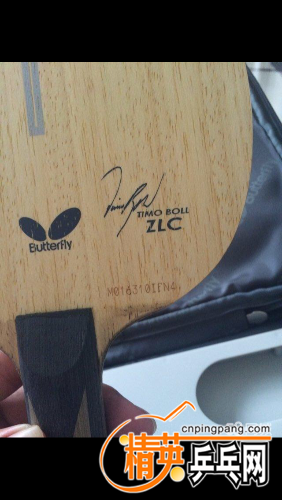 TIMO BOLL
ZLC
Butterfly
cnpingpang.com
精英乒乓网